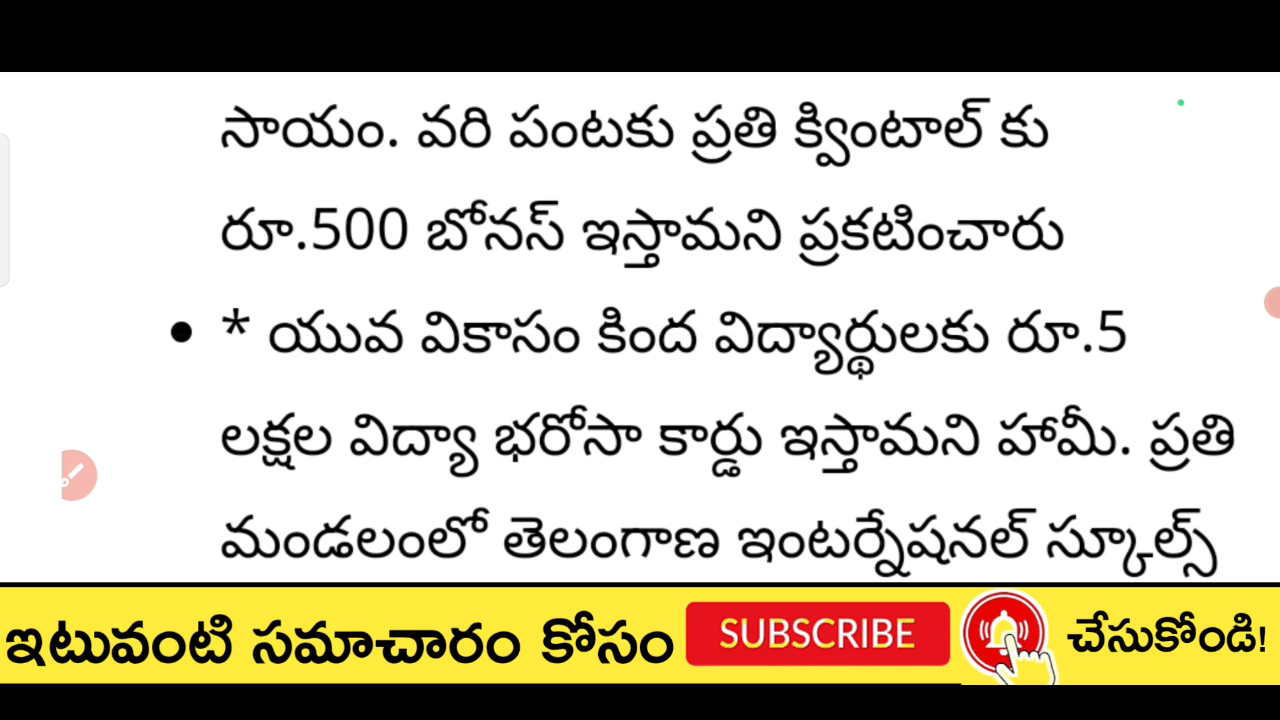 సాయం. వరి పంటకు ప్రతి క్వింటాల్ కు
రూ.500 బోనస్ ఇస్తామని ప్రకటించారు
• * యువ వికాసం కింద విద్యార్థులకు రూ.5
లక్షల విద్యా భరోసా కార్డు ఇస్తామని హామీ. ప్రతి
మండలంలో తెలంగాణ ఇంటర్నేషనల్ స్కూల్స్
ఇటువంటి సమాచారం కోసం SUBSCRIBE చేసుకోండి!